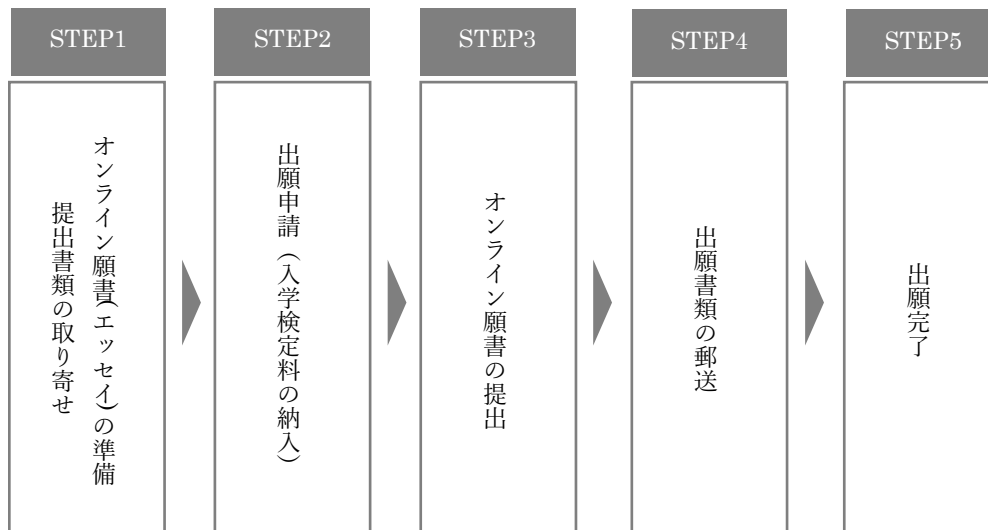 STEP1
オンライン願書(エッセイ)の準備
提出書類の取り寄せ
STEP2
出願申請（入学検定料の納入）
STEP3
オンライン願書の提出
STEP4
出願書類の郵送
STEP5
出願完了